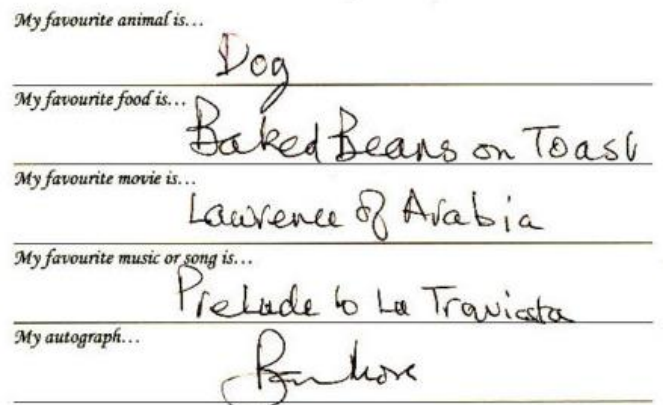 My favourite animal is...
Dog
My favourite food is...
Baked Beans on Toast
My favourite movie is...
Lawrence of Arabia
My favourite music or song is...
Prelude to La Traviata
My autograph...